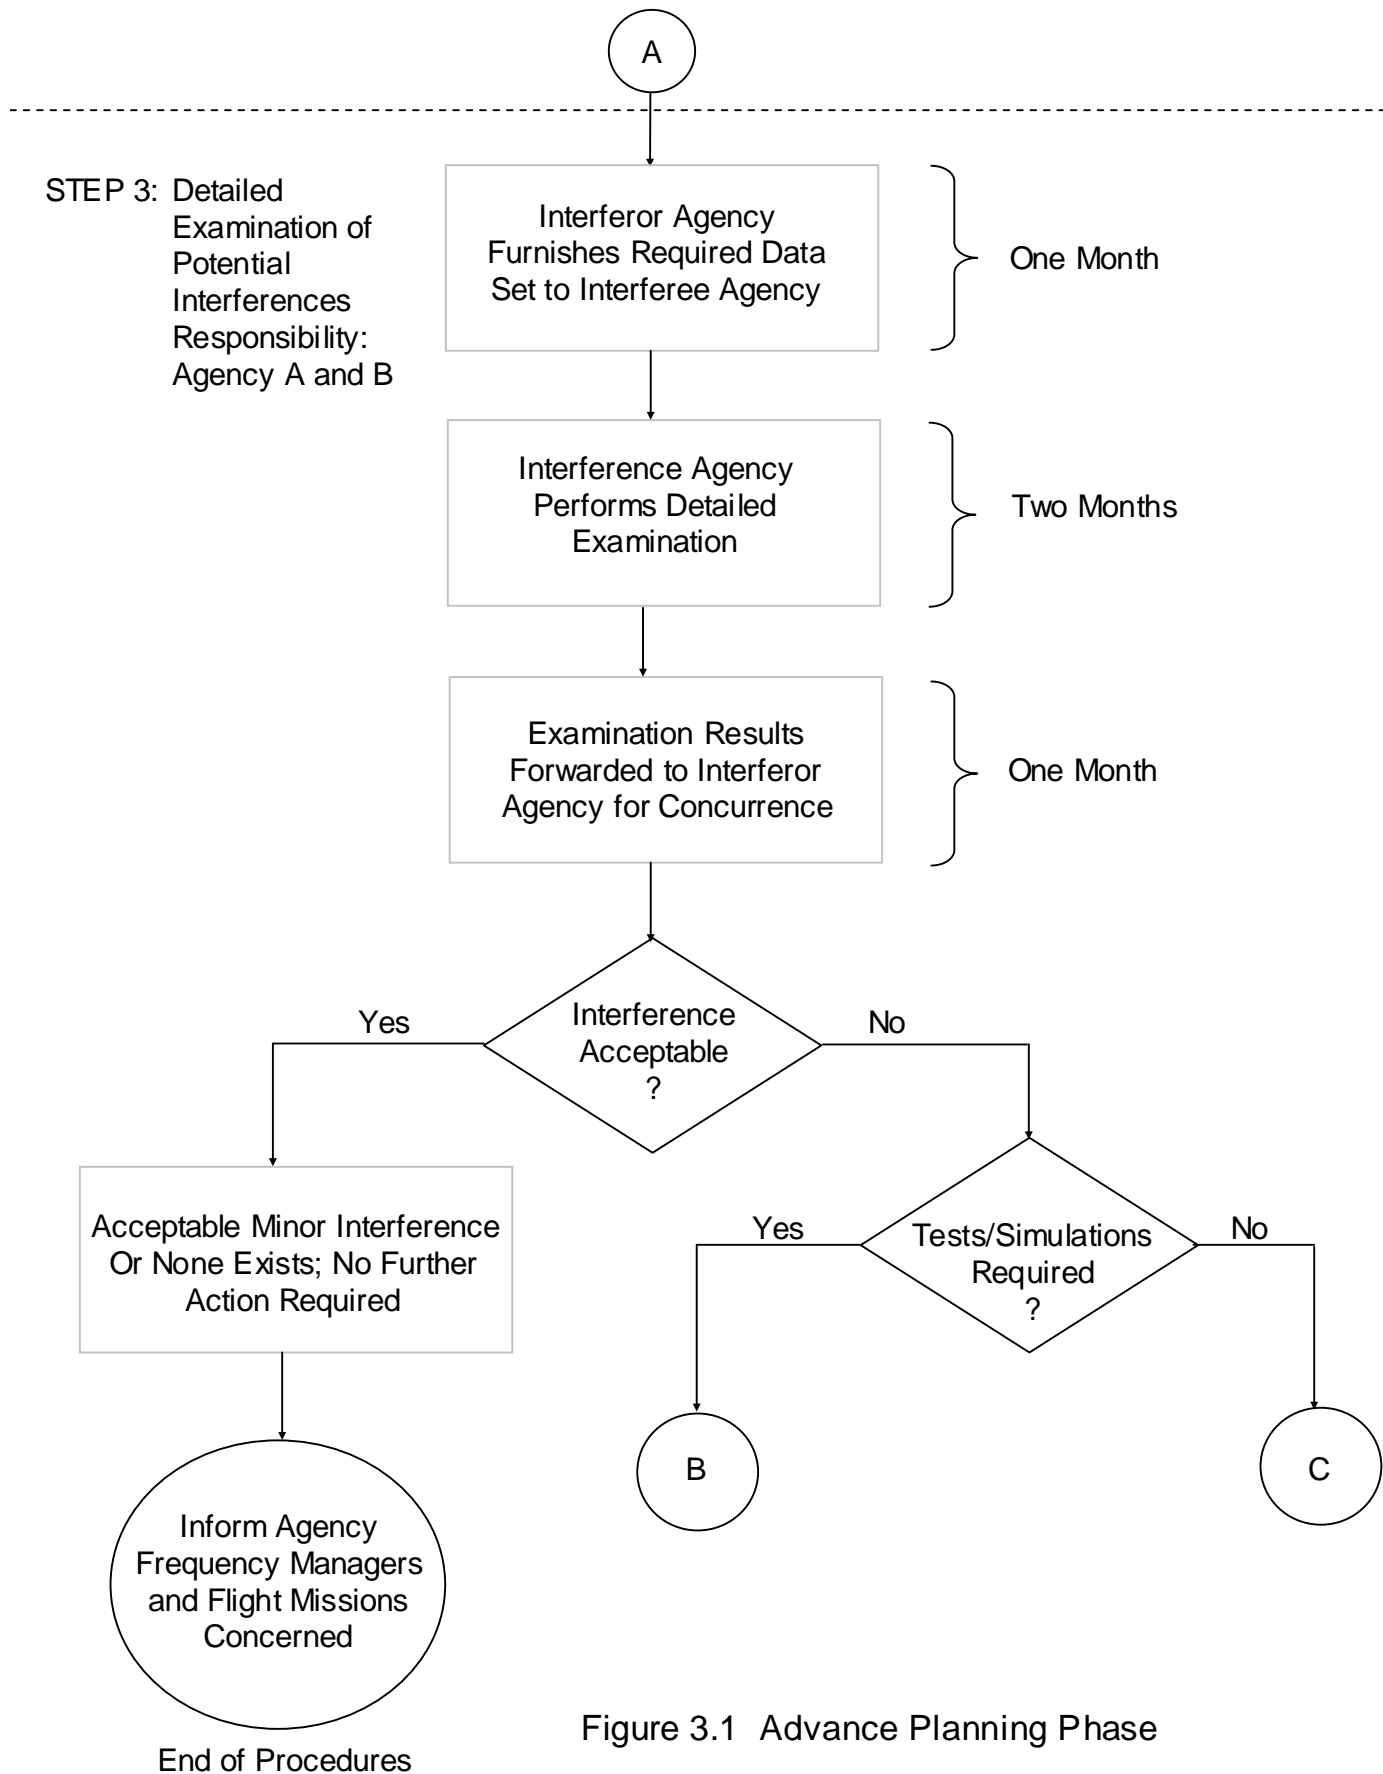 A
STEP 3: Detailed
Examination of
Potential
Interferences
Responsibility:
Agency A and B
Interferor Agency
Furnishes Required Data
Set to Interferee Agency
One Month
Interference Agency
Performs Detailed
Examination
Two Months
Examination Results
Forwarded to Interferor
Agency for Concurrence
One Month
Interference
Acceptable
?
Yes
No
Acceptable Minor Interference
Or None Exists; No Further
Action Required
Tests/Simulations
Required
?
Yes
No
B
C
Inform Agency
Frequency Managers
and Flight Missions
Concerned
End of Procedures
Figure 3.1 Advance Planning Phase